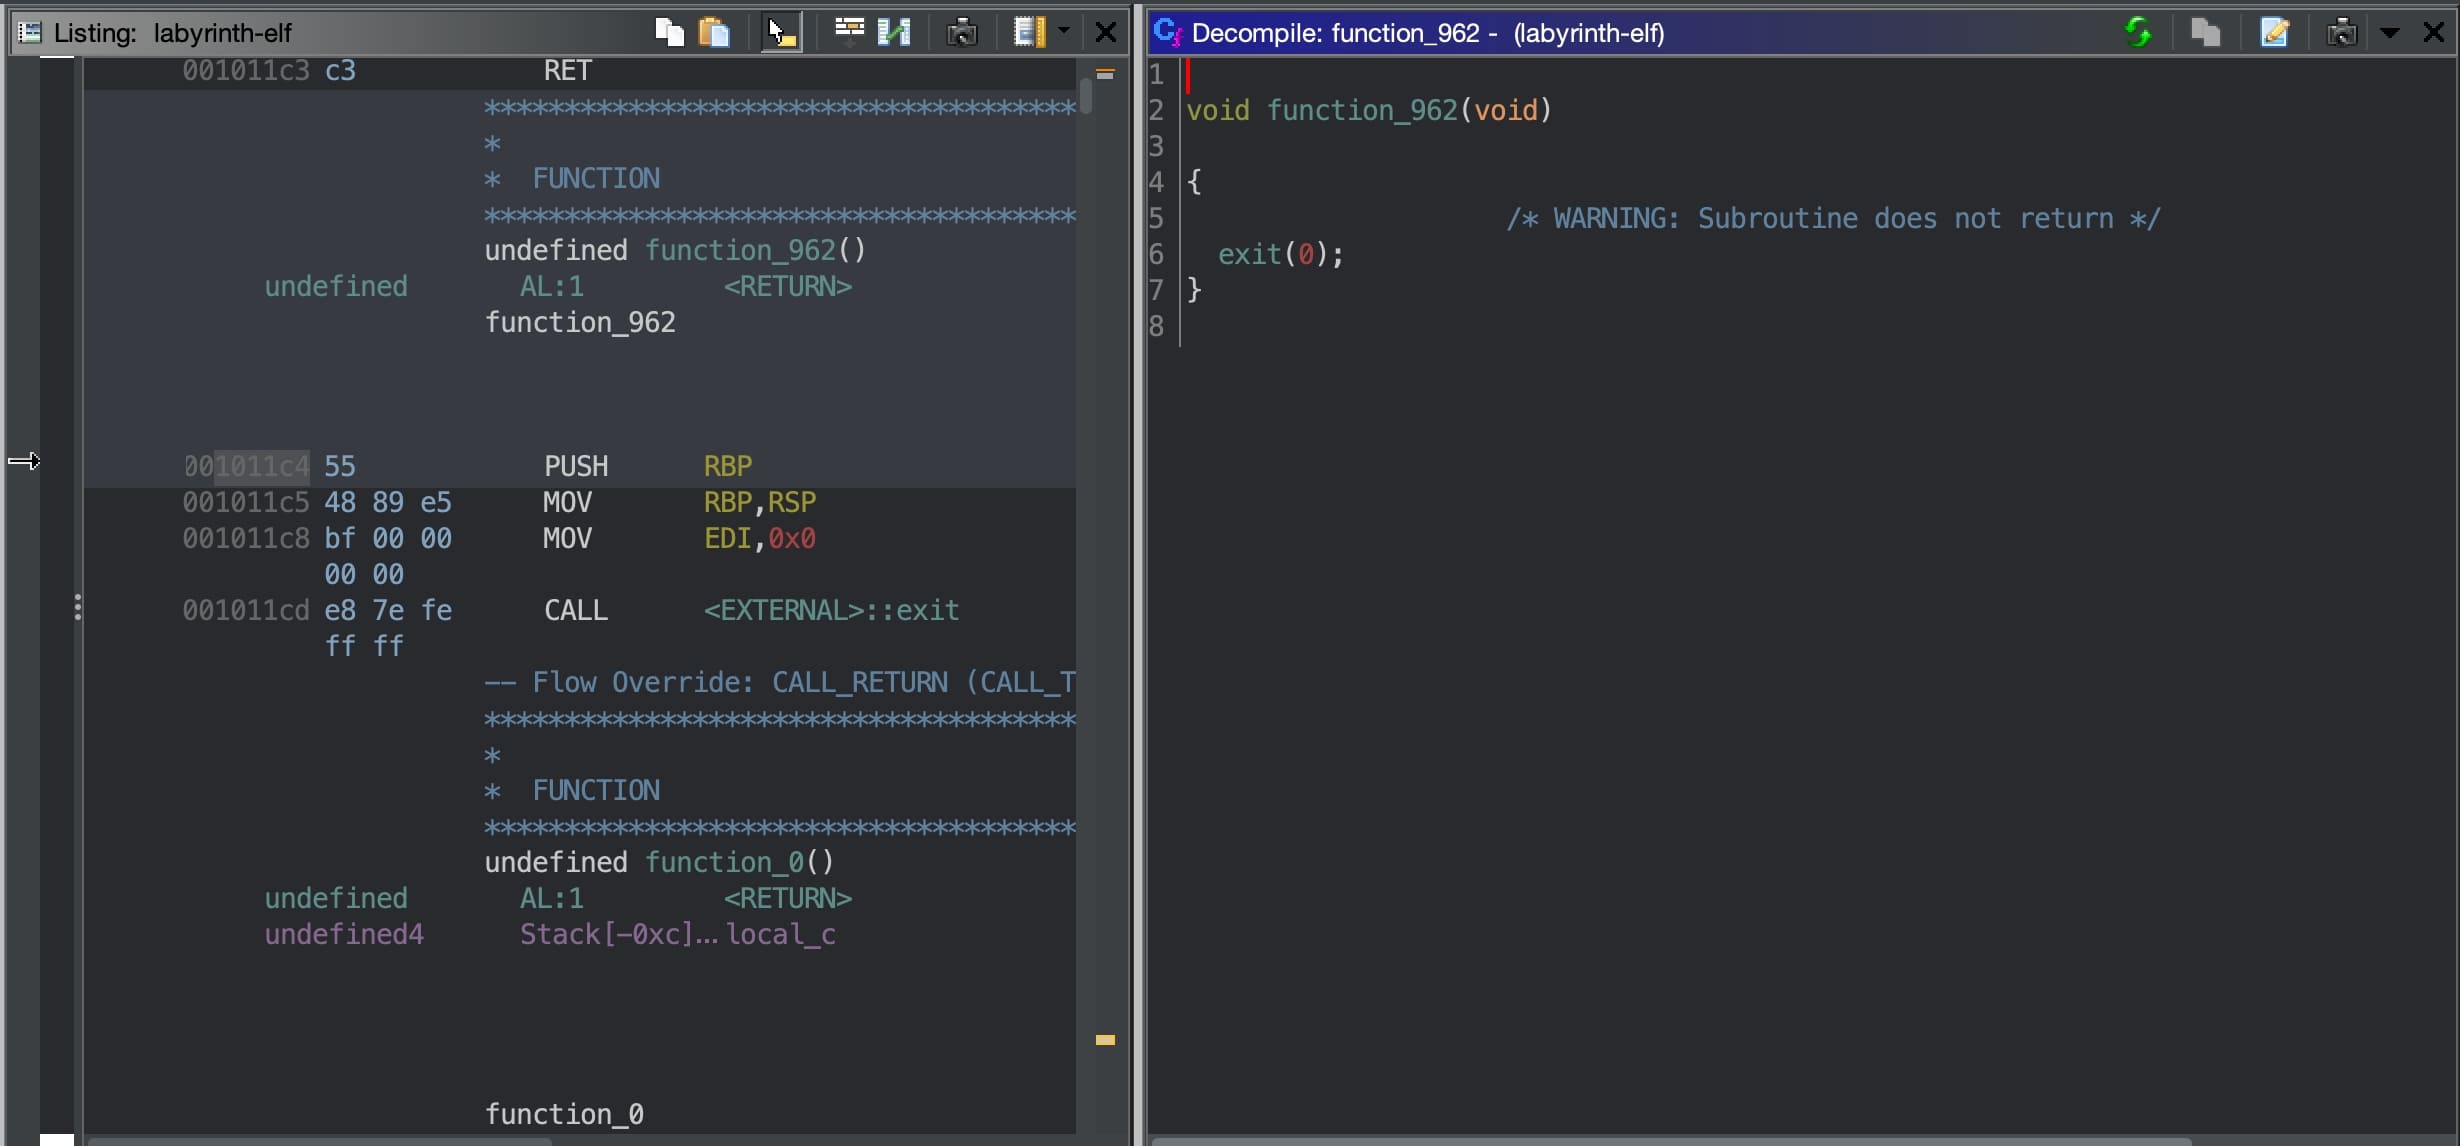 Listing: labyrinth-elf
001011c3 c3 RET
*************************************
*
* FUNCTION
*************************************
undefined function_962()
undefined AL:1 <RETURN>
function_962
001011c4 55 PUSH RBP
001011c5 48 89 e5 MOV RBP,RSP
001011c8 bf 00 00 MOV EDI,0x0
00 00
001011cd e8 7e fe CALL <EXTERNAL>::exit
ff ff
-- Flow Override: CALL_RETURN (CALL_T
*************************************
*
* FUNCTION
*************************************
undefined function_0()
undefined AL:1 <RETURN>
undefined4 Stack[-0xc]... local_c
function_0
Decompile: function_962 - (labyrinth-elf)
1
2 void function_962(void)
3
4 {
5 /* WARNING: Subroutine does not return */
6 exit(0);
7 }
8